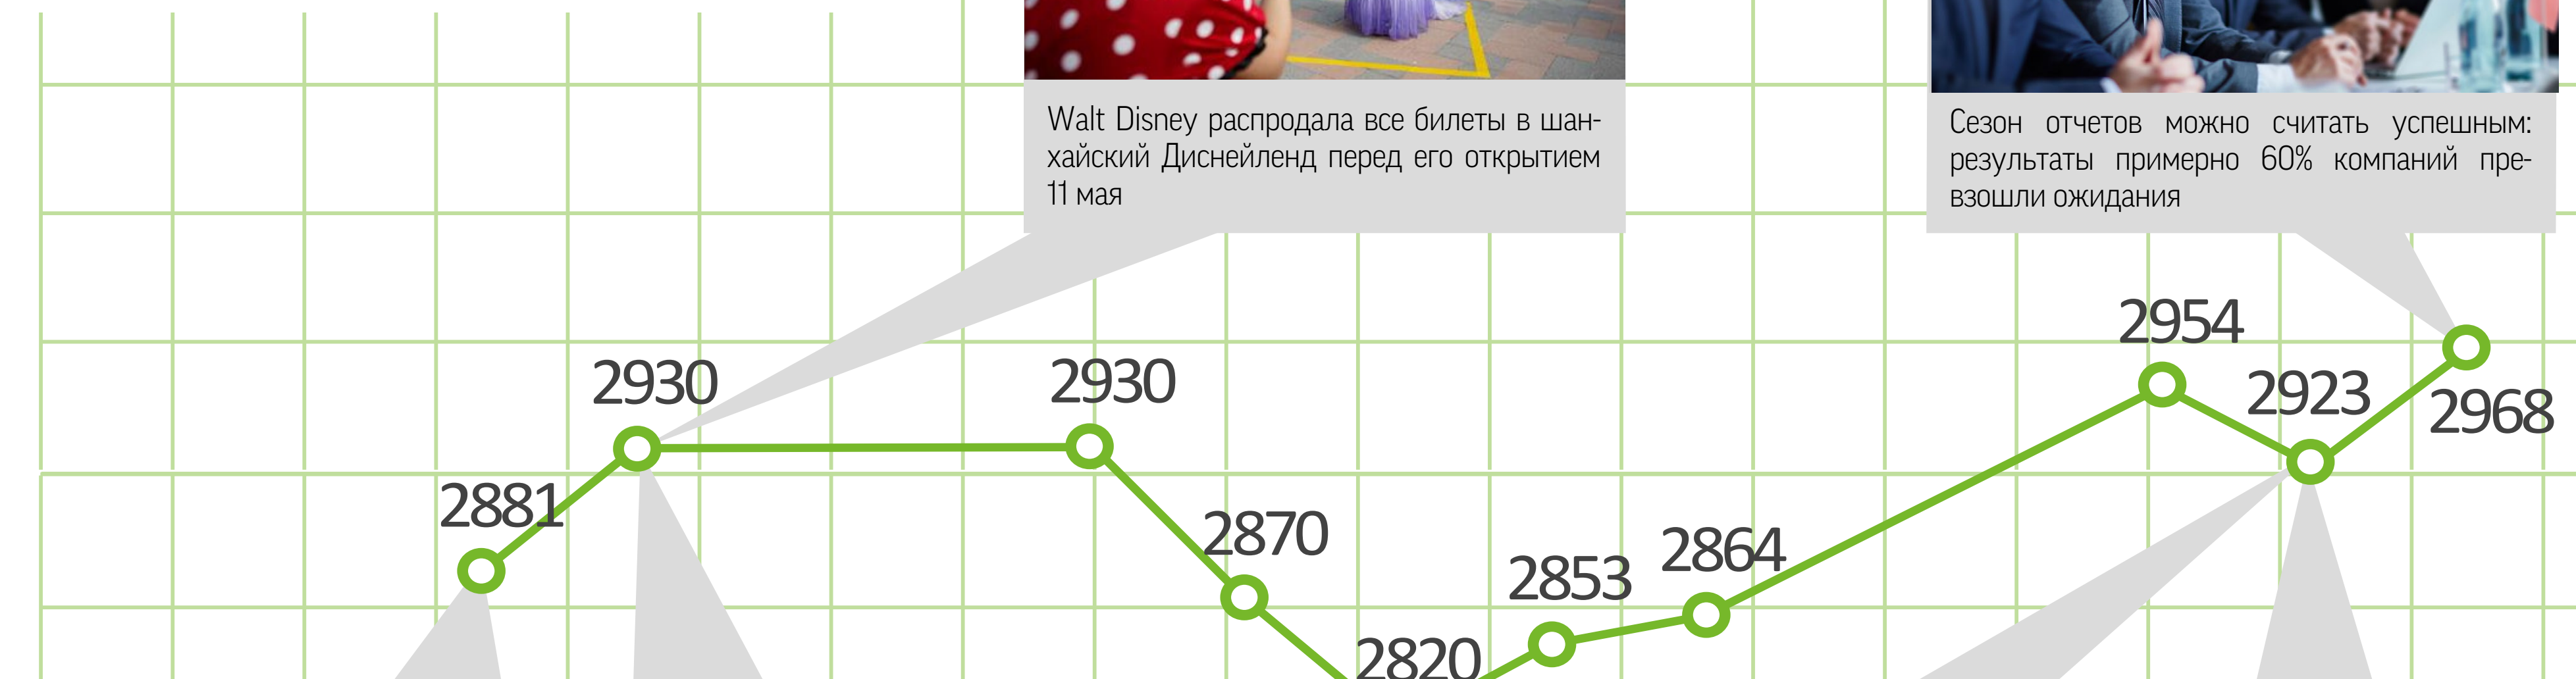 Walt Disney распродала все билеты в шан-
хайский Диснейленд перед его открытием
11 мая
Сезон отчетов можно считать успешным:
результаты примерно 60% компаний пре-
взошли ожидания
2881
2930
2930
2870
2820
2853
2864
2954
2923
2968